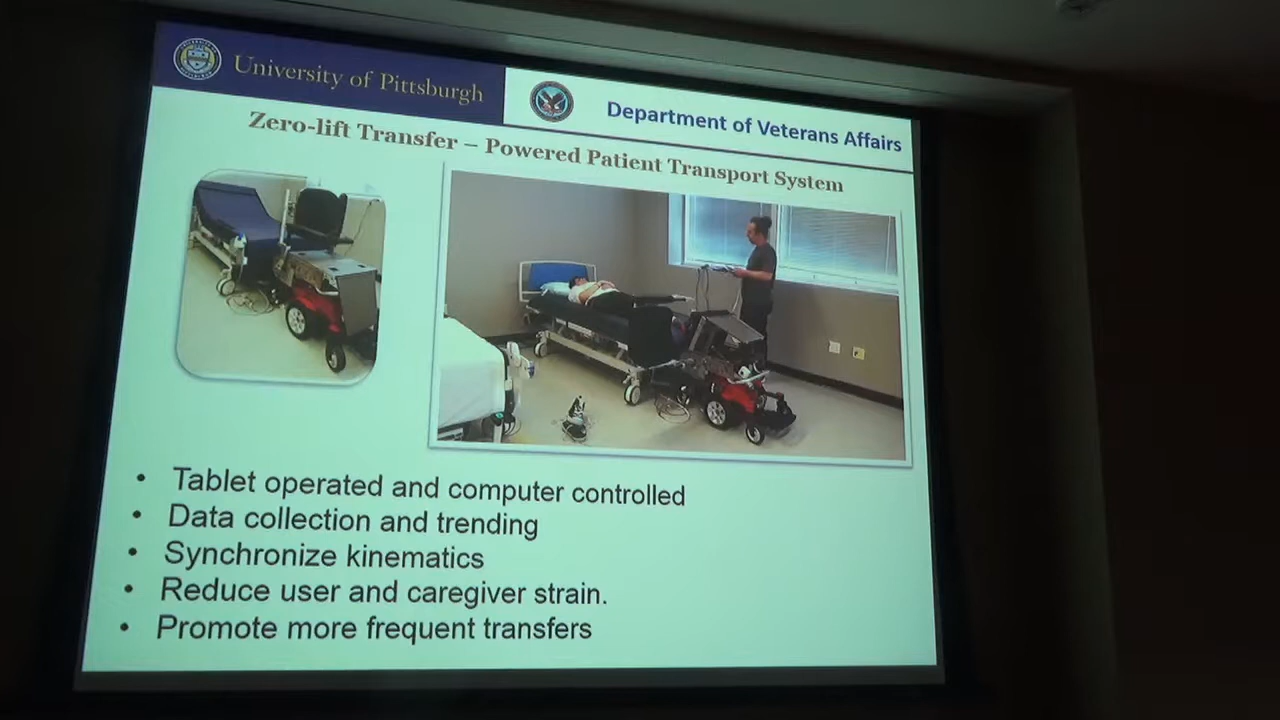 University of Pittsburgh
Department of Veterans Affairs
Zero-lift Transfer – Powered Patient Transport System
• Tablet operated and computer controlled
• Data collection and trending
• Synchronize kinematics
• Reduce user and caregiver strain.
• Promote more frequent transfers